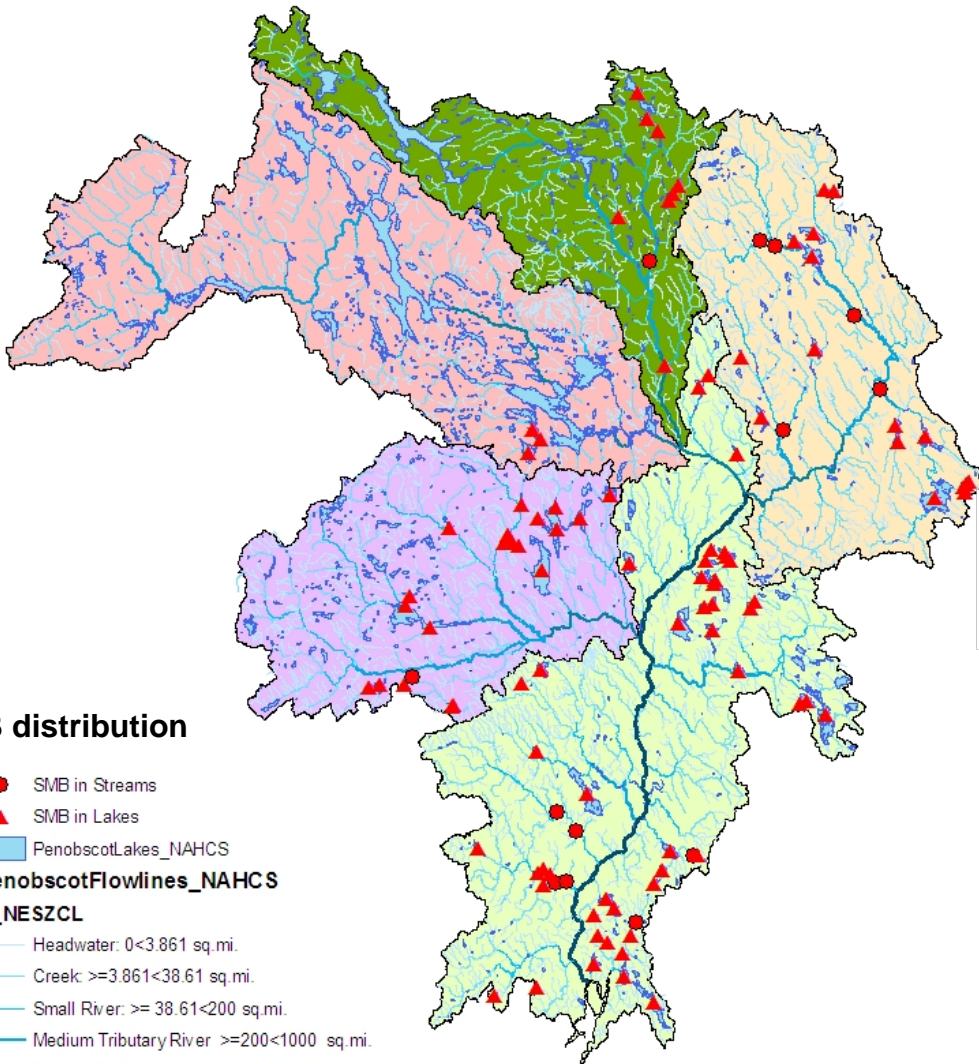 distribution
SMB in Streams
SMB in Lakes
PenobscotLakes_NAHCS
enobscotFlowlines_NAHCS
_NESZCL
Headwater: 0<3.861 sq.mi.
Creek: >=3.861<38.61 sq.mi.
Small River: >= 38.61<200 sq.mi.
Medium Tributary River >=200<1000 sq.mi.